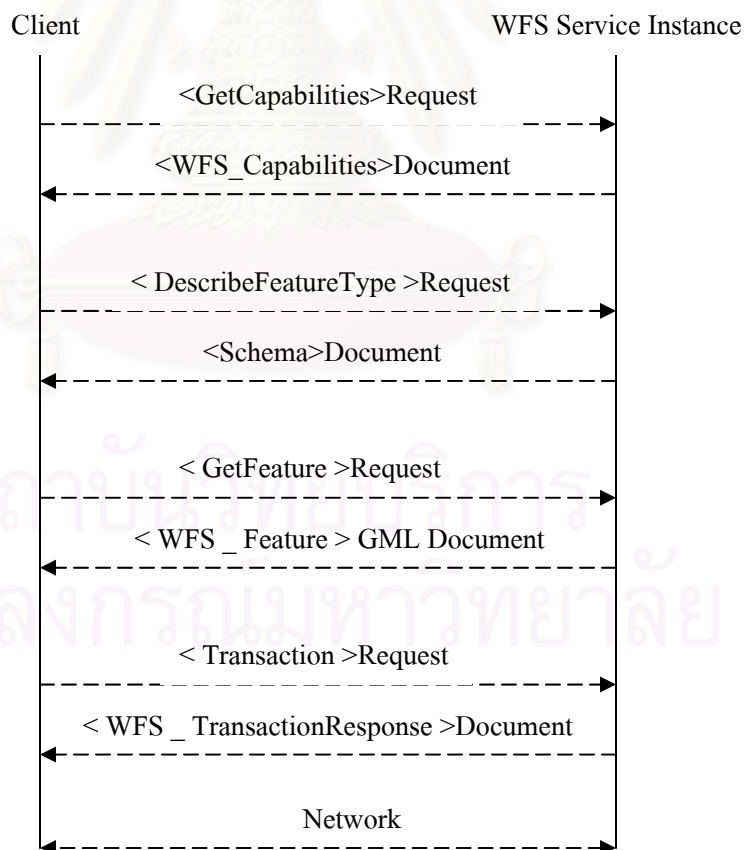 Client WFS Service Instance
<GetCapabilities>Request
<WFS_Capabilities>Document
< DescribeFeatureType >Request
<Schema>Document
< GetFeature >Request
< WFS _ Feature > GML Document
< Transaction >Request
< WFS _ TransactionResponse >Document
Network